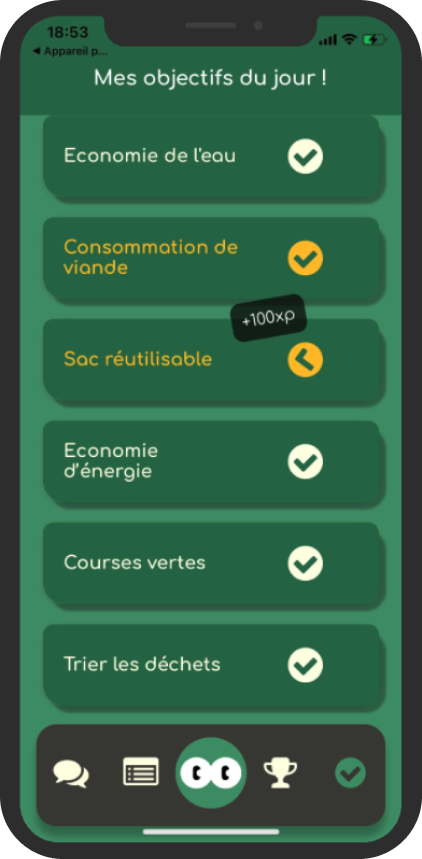 18:53
◀ Appareil p...
Mes objectifs du jour !
Economie de l'eau
Consommation de
viande
+100xp
Sac réutilisable
Economie
d'énergie
Courses vertes
Trier les déchets